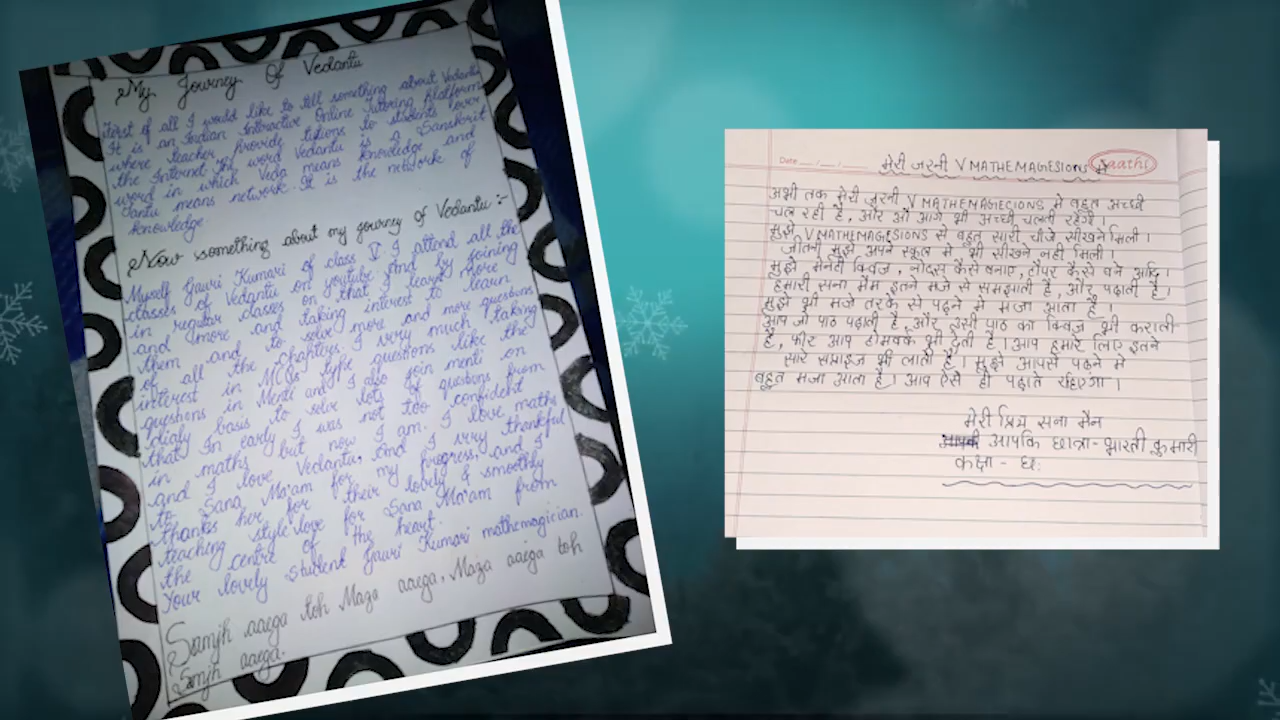 My Journey Of Vedantu
First of all I would like to tell something about Vedantu
It is an Indian Interactive Online Tutoring Platform
where teacher provide tutions to students over
the Internet the word Vedantu is a Sanskrit
word in which Veda means knowledge and
Tantu means network. It is the network of
knowledge.
Now something about my journey of Vedantu :-
Myself Gauri Kumari of class V I attend all the
classes of Vedantu on youtube And by joining
in regular classes on that I learn more
and more and taking interest to learn
them and to solve more and more questions
of all the chapters. I very much taking
interest in MCQs type questions like the
questions in Menti and I also join menti on
dialy basis to solve lots of questions from
that In early I was not too confident
in maths but now I am. I love maths
and I love Vedantu, And I very thankful
to Sana Ma'am for my progress, and I
thanks her for their lovely & smoothly
teaching style love for Sana Ma'am from
the centre of the heart.
Your lovely student Gauri Kumari mathemagician.
Samjh aaega toh Maza aaega, Maza aaega toh
Samjh aaega.
Date
Saathi
मेरी जरनी VMATHEMAGESIONS में
अभी तक मेरी जरनी VMATHEMAGIECIONS में बहुत अच्छी
चल रही है, और औ आगे भी अच्छी चलती रहेगी।
मुझे VMATHEMAGESIONS से बहुत सारी चीजें सीखने मिली।
जीतनी मुझे अपने स्कूल में भी सीखने नहीं मिली।
मुझे मेनटी क्विज, नोटस कैसे बनाए, टॉपर कैसे बने आदि।
हमारी सना मैम इतने मजे से समझाती है, और पढ़ाती है।
मुझे भी मजे तरके से पढ़ने में मजा आता है।
आप जो पाठ पढ़ाती है, और उसी पाठ का क्विज भी कराती
है, फीर आप होमवर्क भी देती है। आप हमारे लिए इतने
सारे सप्राइज भी लाती है। मुझे आपसे पढ़ने में
बहुत मजा आता है। आप ऐसे ही पढ़ाते रहिएगा।
मेरी प्रिय सना मैन
आपकि छात्रा - भारती कुमारी
कक्षा - छः